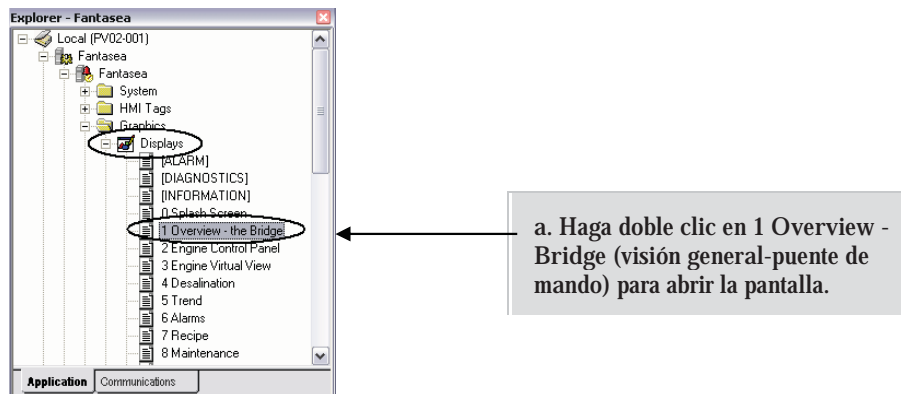 Explorer - Fantasea
Local (PV02-001)
Fantasea
Fantasea
System
HMI Tags
Graphics
Displays
[ALARM]
[DIAGNOSTICS]
[INFORMATION]
0 Splash Screen
1 Overview - the Bridge
2 Engine Control Panel
3 Engine Virtual View
4 Desalination
5 Trend
6 Alarms
7 Recipe
8 Maintenance
Application
Communications
a. Haga doble clic en 1 Overview -
Bridge (visión general-puente de
mando) para abrir la pantalla.